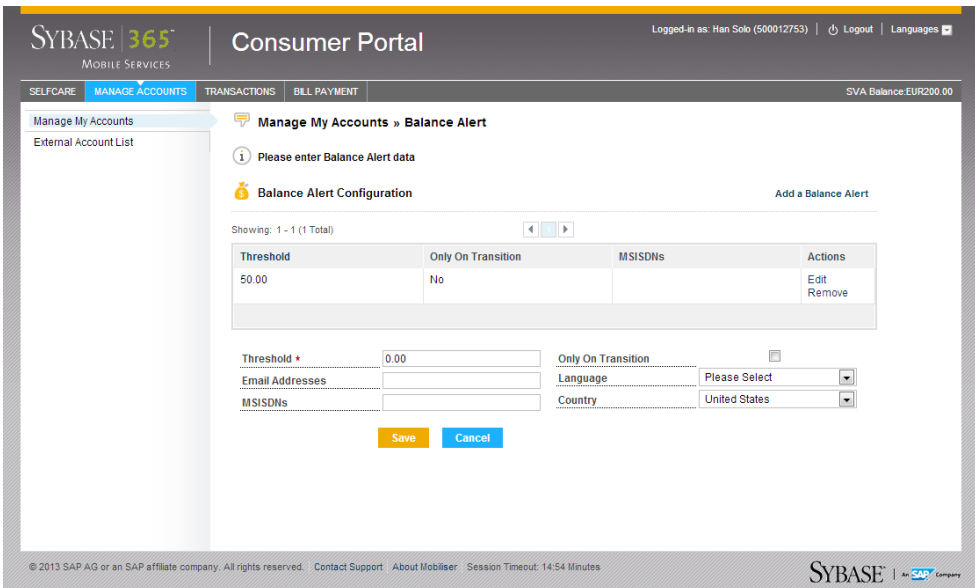 SYBASE 365
MOBILE SERVICES
Consumer Portal
Logged-in as: Han Solo (500012753) Logout Languages
SELFCARE MANAGE ACCOUNTS TRANSACTIONS BILL PAYMENT SVA Balance:EUR200.00
Manage My Accounts
External Account List
Manage My Accounts » Balance Alert
Please enter Balance Alert data
Balance Alert Configuration Add a Balance Alert
Showing: 1 - 1 (1 Total) 1
Threshold Only On Transition MSISDNs Actions
50.00 No Edit
Remove
Threshold * 0.00 Only On Transition
Email Addresses Language Please Select
MSISDNs Country United States
Save Cancel
© 2013 SAP AG or an SAP affiliate company. All rights reserved. Contact Support About Mobiliser Session Timeout: 14:54 Minutes
SYBASE An SAP Company